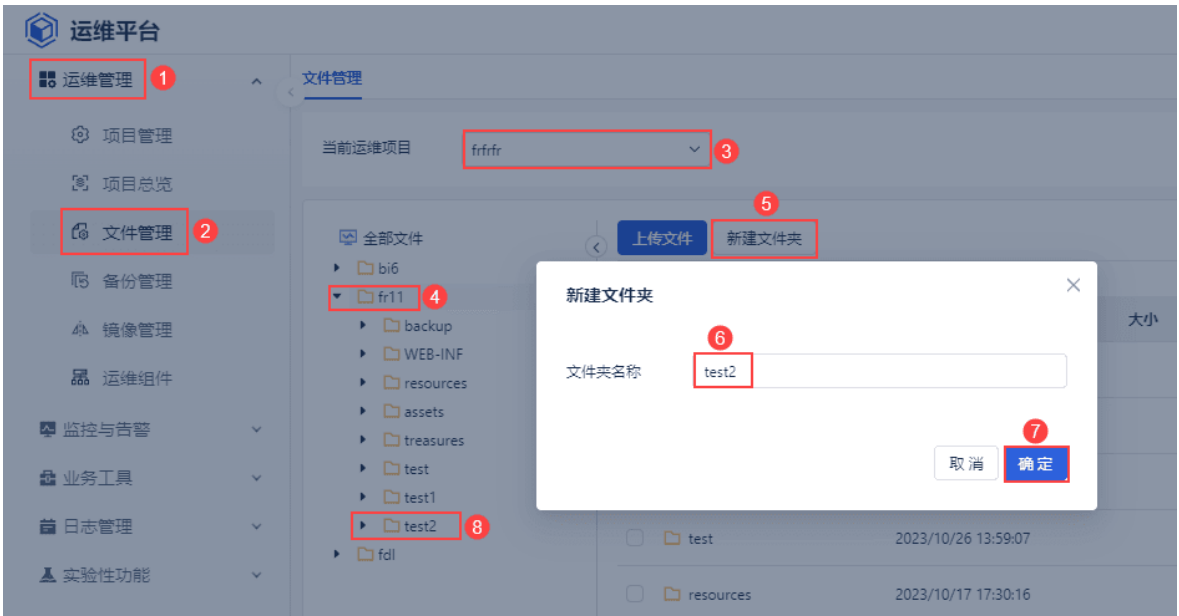 运维平台
运维管理 1
项目管理
项目总览
文件管理 2
备份管理
镜像管理
运维组件
监控与告警
业务工具
日志管理
实验性功能
文件管理
当前运维项目 frfrfr 3
全部文件
bi6
fr11 4
backup
WEB-INF
resources
assets
treasures
test
test1
test2 8
fdl
5
上传文件 新建文件夹
大小
新建文件夹
6
文件夹名称 test2
7
取消 确定
test 2023/10/26 13:59:07
resources 2023/10/17 17:30:16